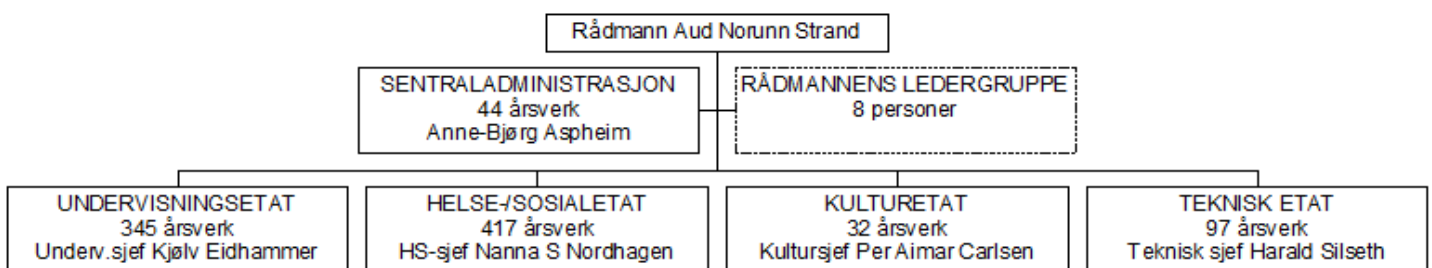 Rådmann Aud Norunn Strand
SENTRALADMINISTRASJON
44 årsverk
Anne-Bjørg Aspheim
RÅDMANNENS LEDERGRUPPE
8 personer
UNDERVISNINGSETAT
345 årsverk
Underv.sjef Kjølv Eidhammer
HELSE-/SOSIALETAT
417 årsverk
HS-sjef Nanna S Nordhagen
KULTURETAT
32 årsverk
Kultursjef Per Aimar Carlsen
TEKNISK ETAT
97 årsverk
Teknisk sjef Harald Silseth